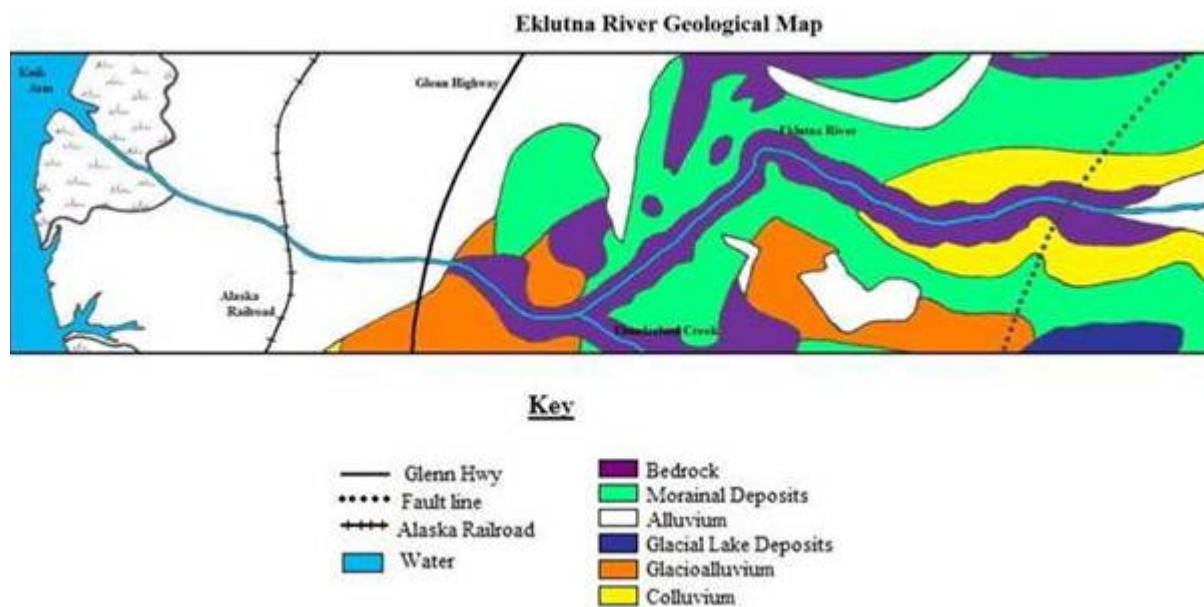 Eklutna River Geological Map
Knik
Arm
Glenn Highway
Eklutna River
Alaska
Railroad
Creek
Key
Glenn Hwy
Fault line
Alaska Railroad
Water
Bedrock
Morainal Deposits
Alluvium
Glacial Lake Deposits
Glacioalluvium
Colluvium